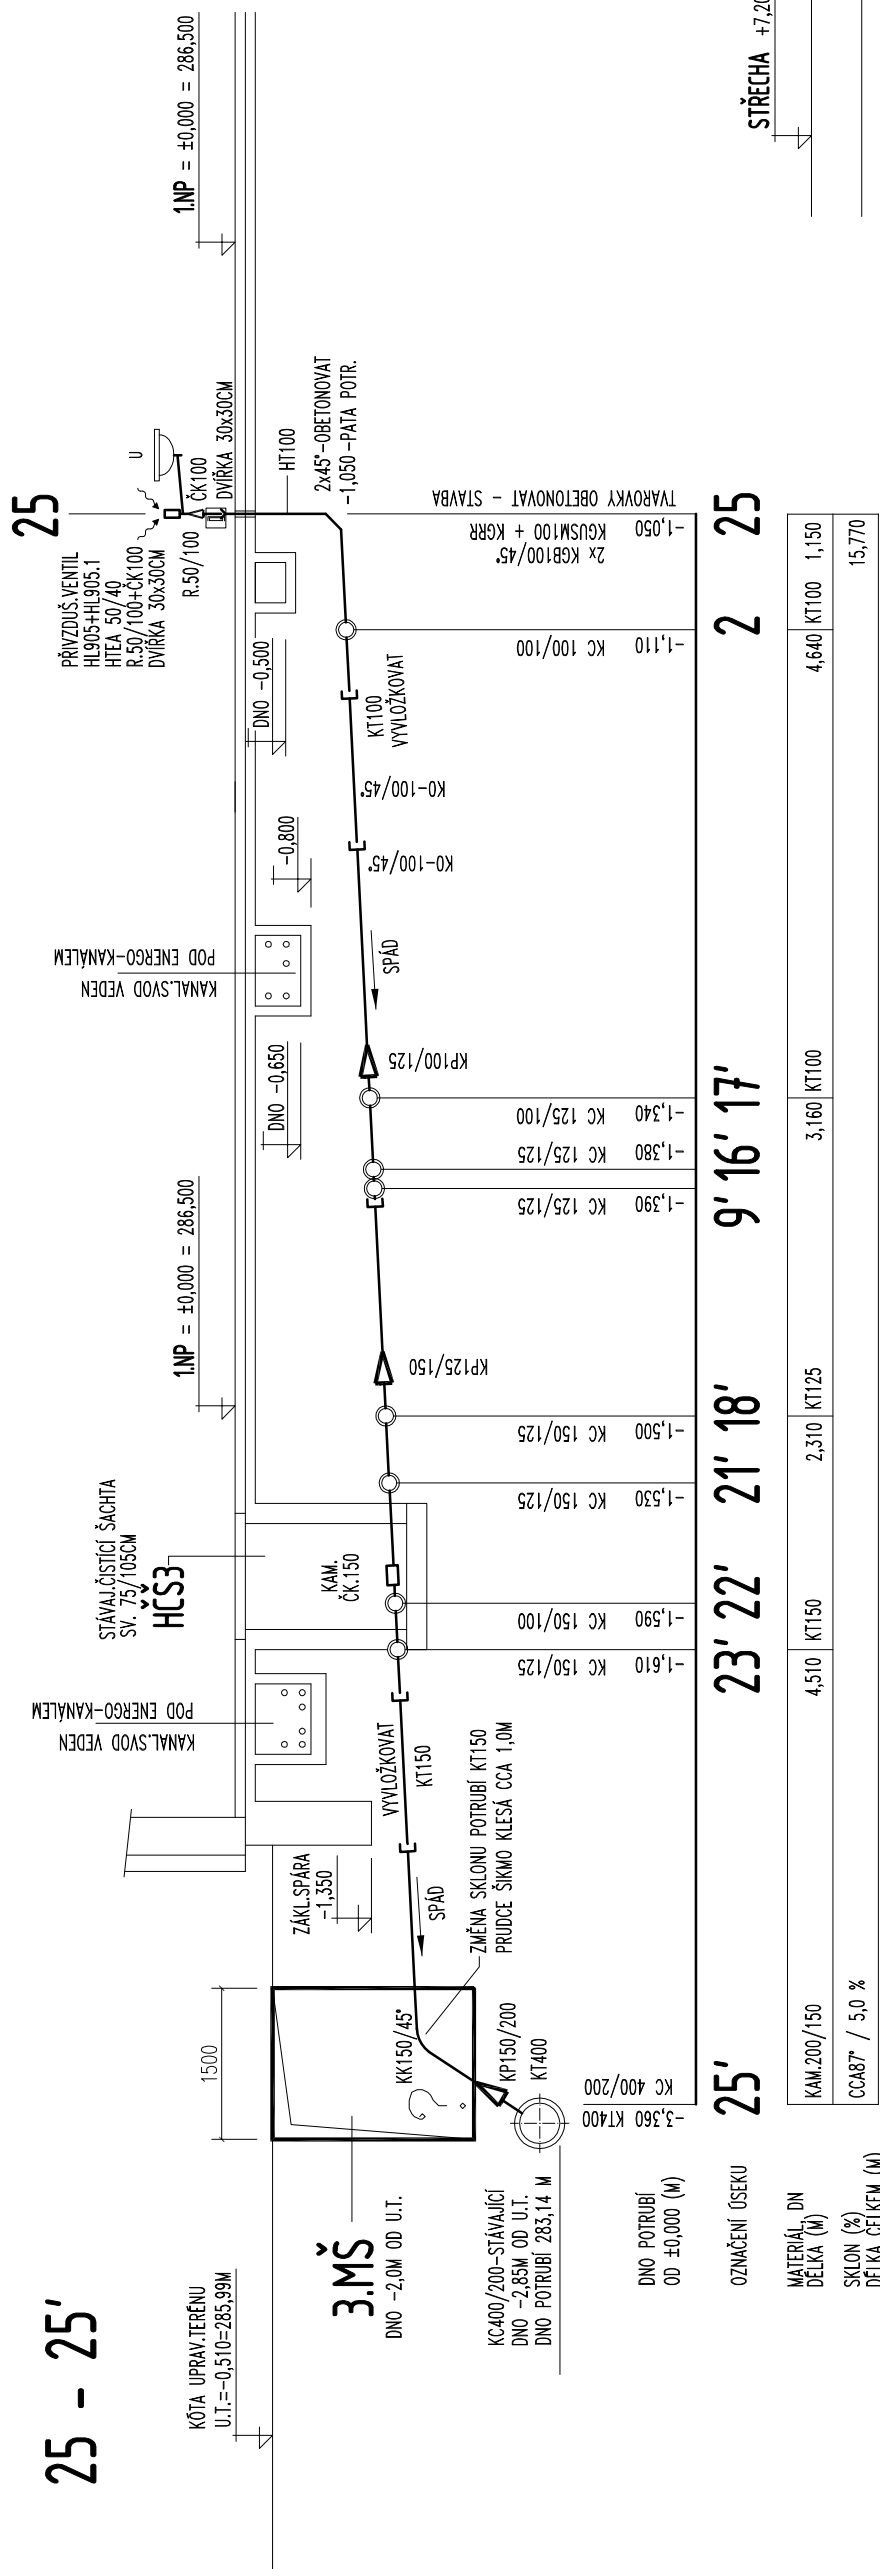 25 - 25'
KÓTA UPRAV.TERÉNU
U.T.=-0,510=285,99M
1500
3.MŠ
DNO -2,0M OD U.T.
KC400/200-STÁVAJÍCÍ
DNO -2,85M OD U.T.
DNO POTRUBÍ 283,14 M
KK150/45°
KP150/200
KT400
ZMĚNA SKLONU POTRUBÍ KT150
PRUDCE ŠIKMO KLESÁ CCA 1,0M
SPÁD
ZÁKL.SPÁRA
-1,350
VYVLOŽKOVAT
KT150
KANAL.SVOD VEDEN
POD ENERGO-KANÁLEM
STÁVAJ.ČISTÍCÍ ŠACHTA
SV. 75/105CM
HČŠ3
KAM.
ČK.150
1.NP = ±0,000 = 286,500
KP125/150
DNO -0,650
KP100/125
SPÁD
KANAL.SVOD VEDEN
POD ENERGO-KANÁLEM
-0,800
KO-100/45°
KO-100/45°
KT100
VYVLOŽKOVAT
DNO -0,500
25
PŘIVZDUŠ.VENTIL
HL905+HL905.1
HTEA 50/40
R.50/100+ČK100
DVÍŘKA 30x30CM
R.50/100
U
ČK100
DVÍŘKA 30x30CM
HT100
2x45°-OBETONOVAT
-1,050-PATA POTR.
1.NP = ±0,000 = 286,500
STŘECHA
DNO POTRUBÍ
OD ±0,000 (M)
-3,360 KT400
KC 400/200
-1,610 KC 150/125
-1,590 KC 150/100
-1,530 KC 150/125
-1,500 KC 150/125
-1,390 KC 125/125
-1,380 KC 125/125
-1,340 KC 125/100
-1,110 KC 100/100
-1,050 KGUSM100 + KGRR
2x KGB100/45°
TVAROVKY OBETONOVAT - STAVBA
OZNAČENÍ ÚSEKU
25' 23' 22' 21' 18' 9' 16' 17' 2 25
MATERIÁL, DN
DÉLKA (M)
KAM.200/150 4,510 KT150 2,310 KT125 3,160 KT100 4,640 KT100 1,150
SKLON (%)
DÉLKA CELKEM (M)
CCA87° / 5,0 % 15,770